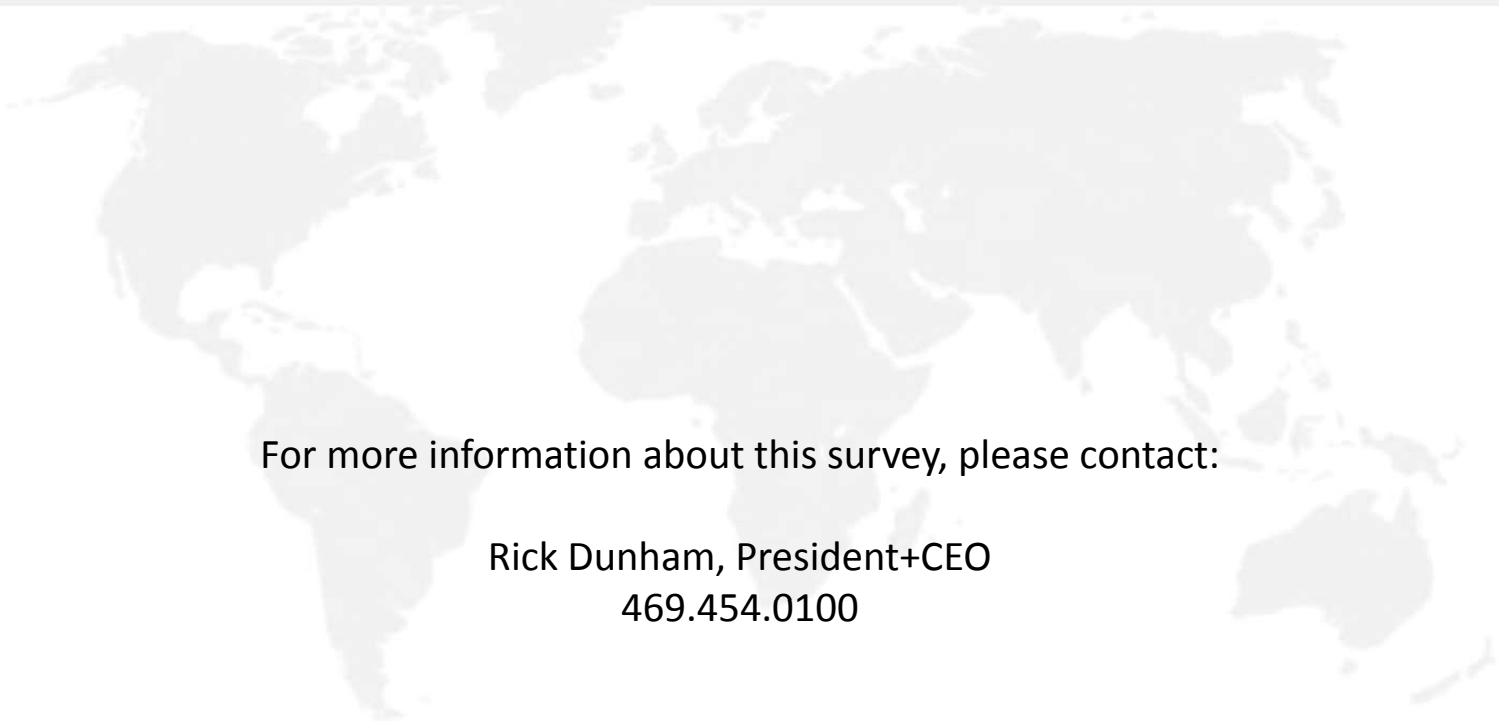 For more information about this survey, please contact:
Rick Dunham, President+CEO
469.454.0100